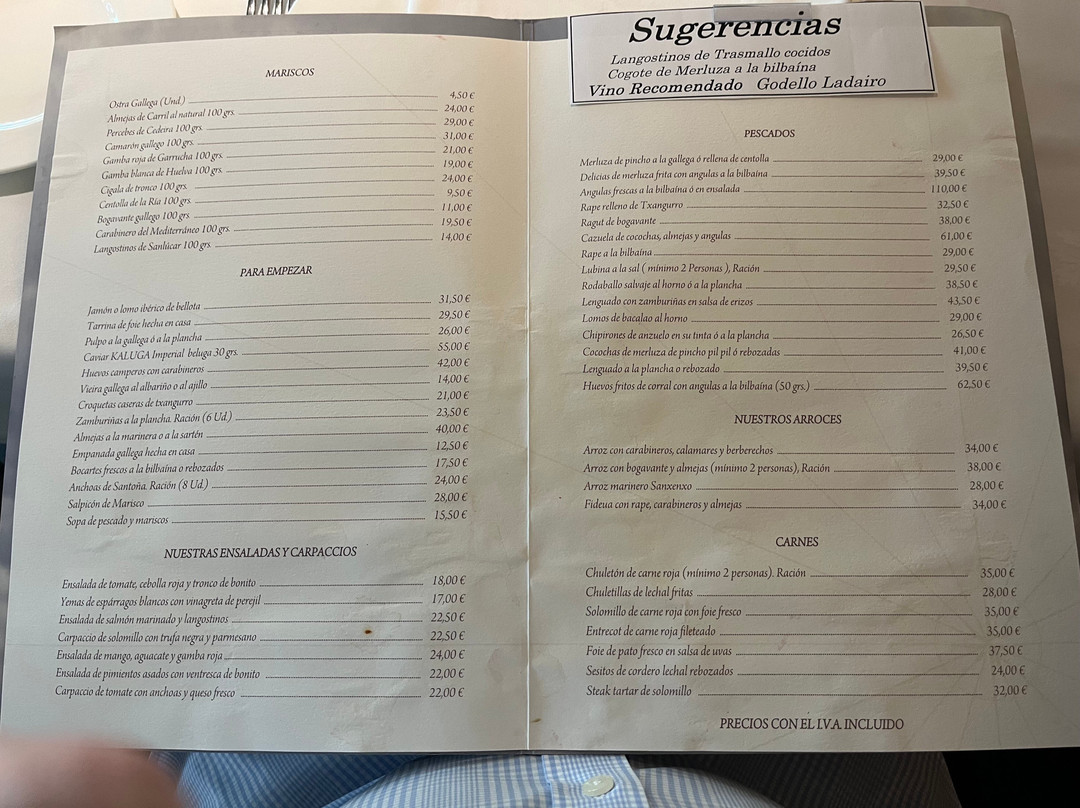 Sugerencias
Langostinos de Trasmallo cocidos
Cogote de Merluza a la bilbaína
Vino Recomendado Godello Ladairo
MARISCOS
Ostra Gallega (Und.) 4,50 €
Almejas de Carril al natural 100 grs. 24,00 €
Percebes de Cedeira 100 grs. 29,00 €
Camarón gallego 100 grs. 31,00 €
Gamba roja de Garrucha 100 grs. 21,00 €
Gamba blanca de Huelva 100 grs. 19,00 €
Cigala de tronco 100 grs. 24,00 €
Centolla de la Ría 100 grs. 9,50 €
Bogavante gallego 100 grs. 11,00 €
Carabinero del Mediterráneo 100 grs. 19,50 €
Langostinos de Sanlúcar 100 grs. 14,00 €
PARA EMPEZAR
Jamón o lomo ibérico de bellota 31,50 €
Tarrina de foie hecha en casa 29,50 €
Pulpo a la gallega ó a la plancha 26,00 €
Caviar KALUGA Imperial beluga 30 grs. 55,00 €
Huevos camperos con carabineros 42,00 €
Vieira gallega al albariño o al ajillo 14,00 €
Croquetas caseras de txangurro 21,00 €
Zamburiñas a la plancha. Ración (6 Ud.) 23,50 €
Almejas a la marinera o a la sartén 40,00 €
Empanada gallega hecha en casa 12,50 €
Bocartes frescos a la bilbaína o rebozados 17,50 €
Anchoas de Santoña. Ración (8 Ud.) 24,00 €
Salpicón de Marisco 28,00 €
Sopa de pescado y mariscos 15,50 €
NUESTRAS ENSALADAS Y CARPACCIOS
Ensalada de tomate, cebolla roja y tronco de bonito 18,00 €
Yemas de espárragos blancos con vinagreta de perejil 17,00 €
Ensalada de salmón marinado y langostinos 22,50 €
Carpaccio de solomillo con trufa negra y parmesano 22,50 €
Ensalada de mango, aguacate y gamba roja 24,00 €
Ensalada de pimientos asados con ventresca de bonito 22,00 €
Carpaccio de tomate con anchoas y queso fresco 22,00 €
PESCADOS
Merluza de pincho a la gallega ó rellena de centolla 29,00 €
Delicias de merluza frita con angulas a la bilbaína 39,50 €
Angulas frescas a la bilbaína ó en ensalada 110,00 €
Rape relleno de Txangurro 32,50 €
Ragut de bogavante 38,00 €
Cazuela de cocochas, almejas y angulas 61,00 €
Rape a la bilbaína 29,00 €
Lubina a la sal ( mínimo 2 Personas ), Ración 29,50 €
Rodaballo salvaje al horno ó a la plancha 38,50 €
Lenguado con zamburiñas en salsa de erizos 43,50 €
Lomos de bacalao al horno 29,00 €
Chipirones de anzuelo en su tinta ó a la plancha 26,50 €
Cocochas de merluza de pincho pil pil ó rebozadas 41,00 €
Lenguado a la plancha o rebozado 39,50 €
Huevos fritos de corral con angulas a la bilbaína (50 grs.) 62,50 €
NUESTROS ARROCES
Arroz con carabineros, calamares y berberechos 34,00 €
Arroz con bogavante y almejas (mínimo 2 personas), Ración 38,00 €
Arroz marinero Sanxenxo 28,00 €
Fideua con rape, carabineros y almejas 34,00 €
CARNES
Chuletón de carne roja (mínimo 2 personas). Ración 35,00 €
Chuletillas de lechal fritas 28,00 €
Solomillo de carne roja con foie fresco 35,00 €
Entrecot de carne roja fileteado 35,00 €
Foie de pato fresco en salsa de uvas 37,50 €
Sesitos de cordero lechal rebozados 24,00 €
Steak tartar de solomillo 32,00 €
PRECIOS CON EL I.V.A. INCLUIDO